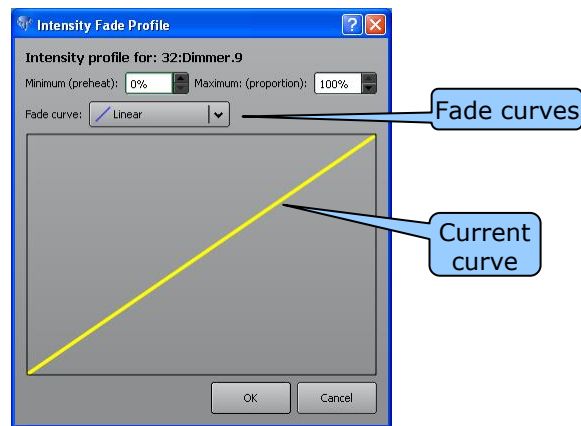 Intensity Fade Profile
Intensity profile for: 32:Dimmer.9
Minimum (preheat): 0% Maximum: (proportion): 100%
Fade curve: Linear
Fade curves
Current
curve
OK Cancel